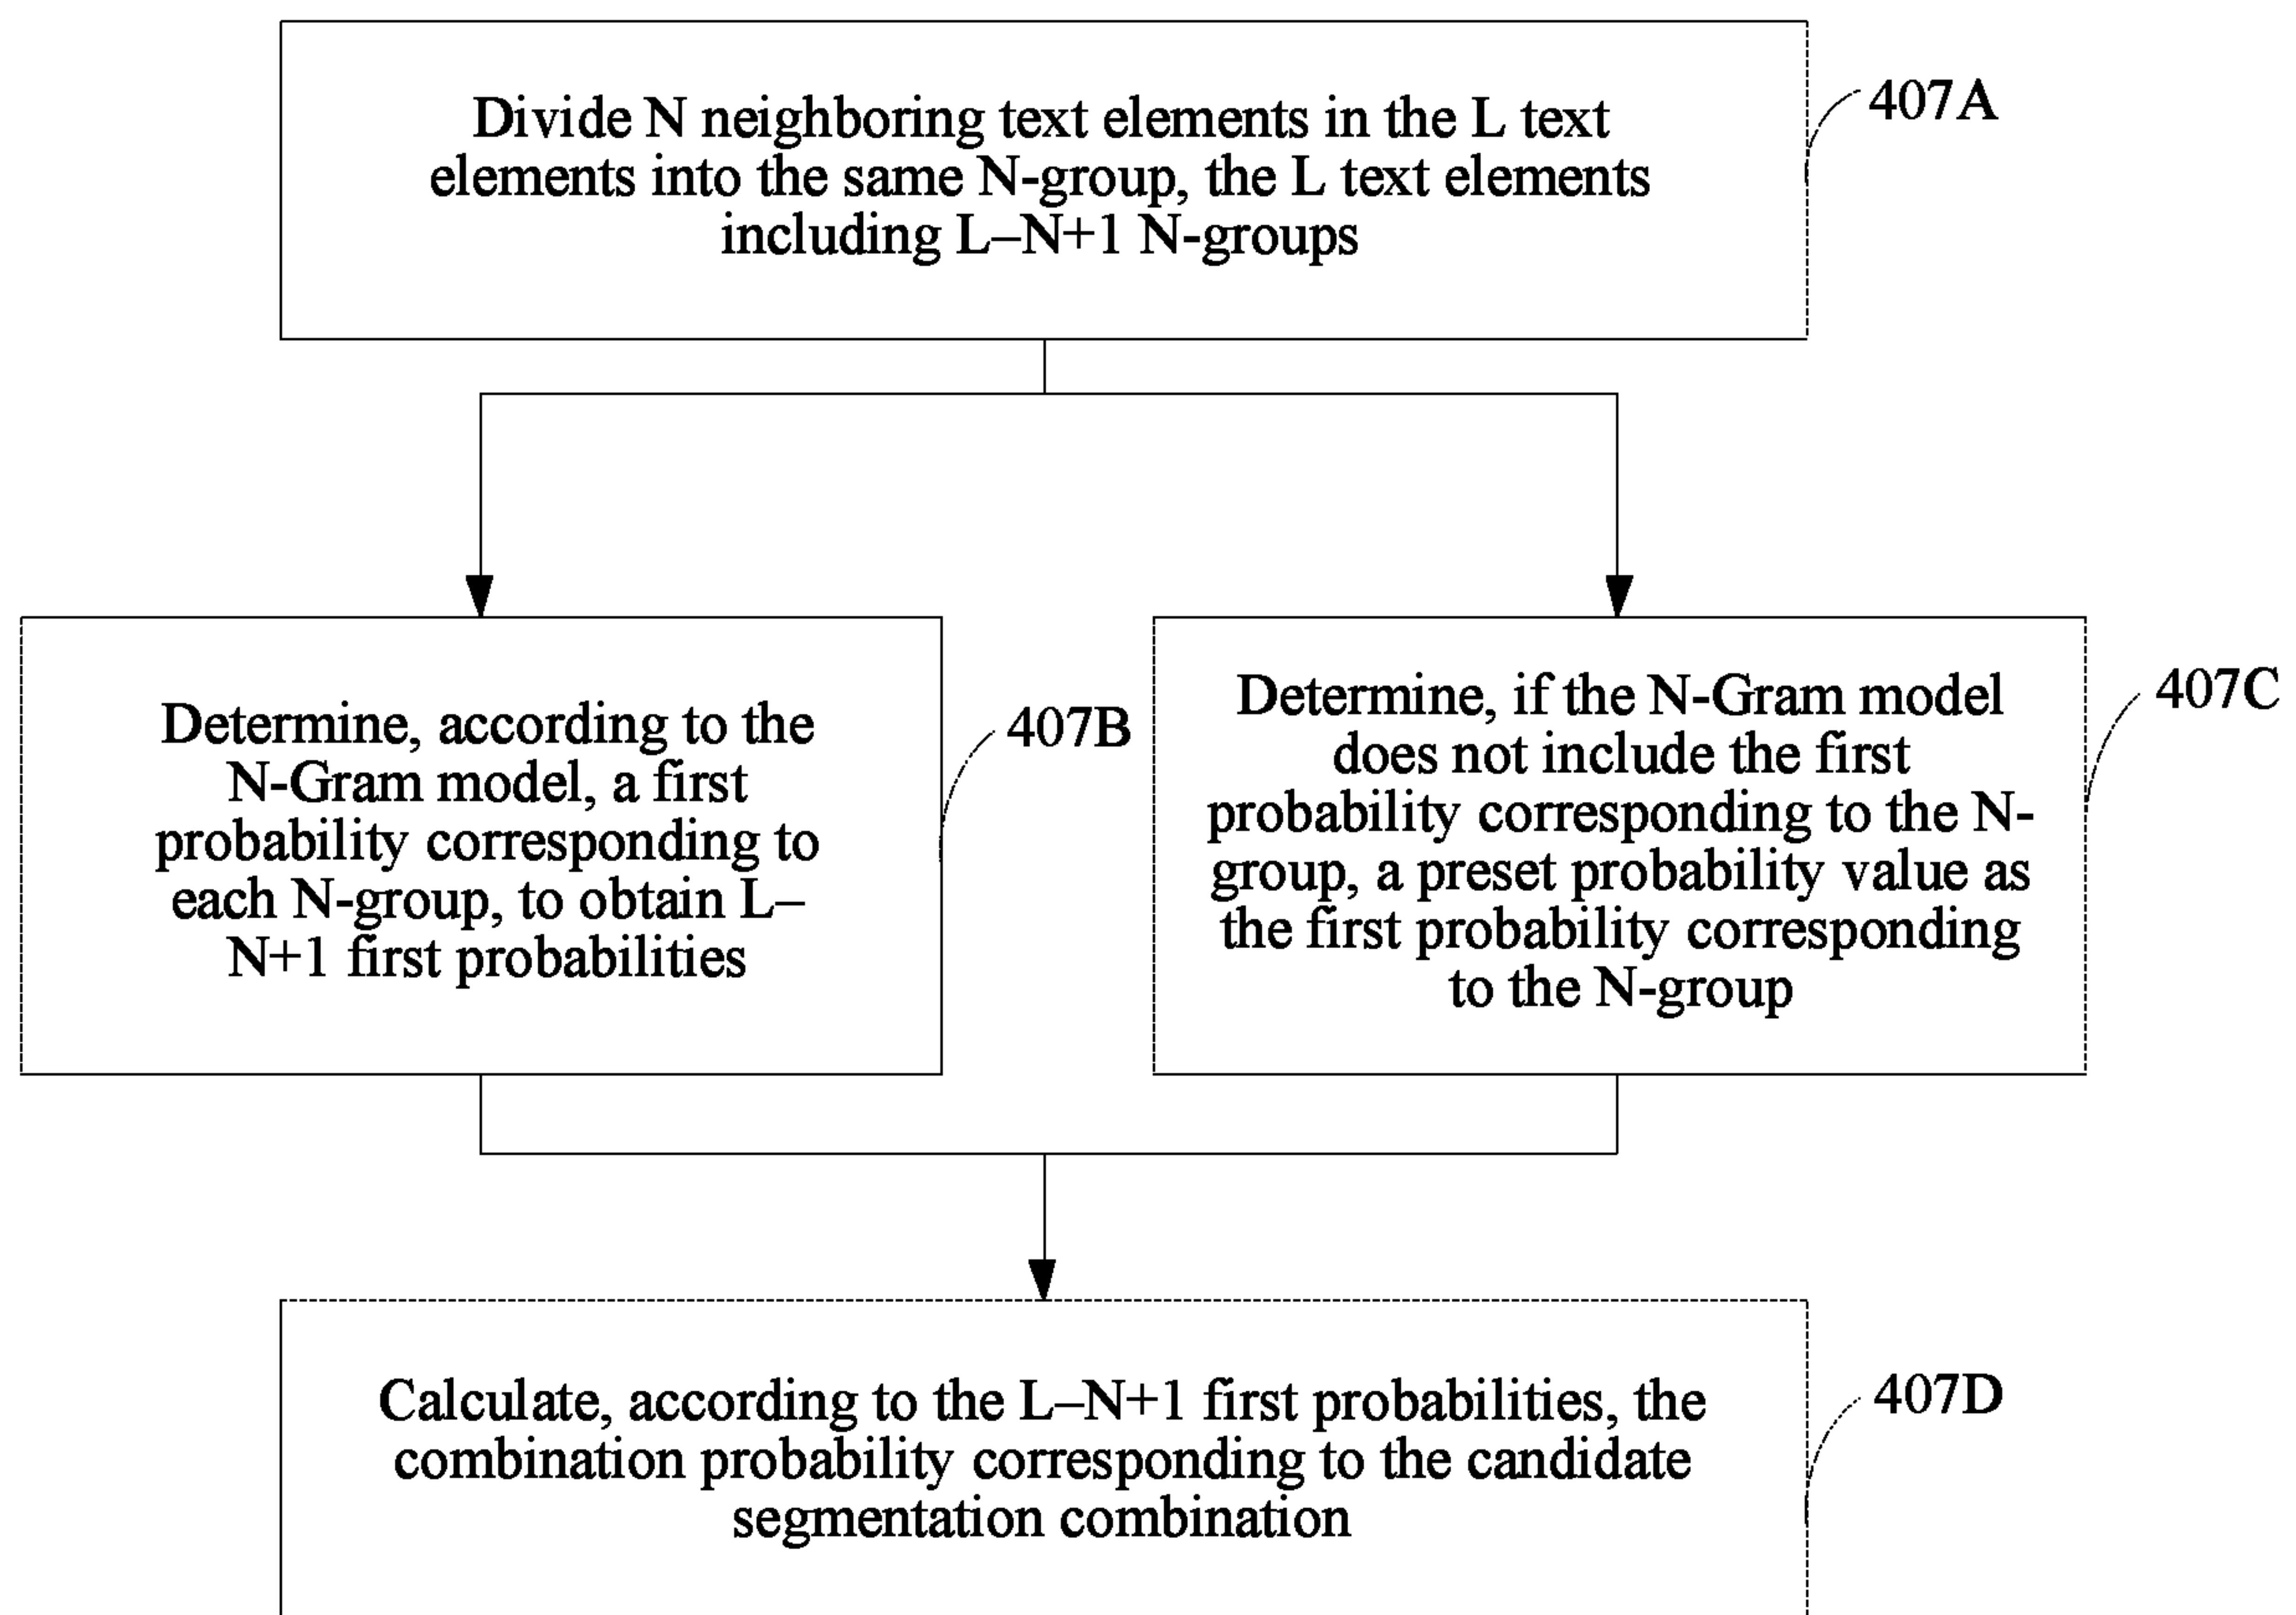 Divide N neighboring text elements in the L text
elements into the same N-group, the L text elements
including L–N+1 N-groups
407A
Determine, according to the
N-Gram model, a first
probability corresponding to
each N-group, to obtain L–
N+1 first probabilities
407B
Determine, if the N-Gram model
does not include the first
probability corresponding to the N-
group, a preset probability value as
the first probability corresponding
to the N-group
407C
Calculate, according to the L–N+1 first probabilities, the
combination probability corresponding to the candidate
segmentation combination
407D